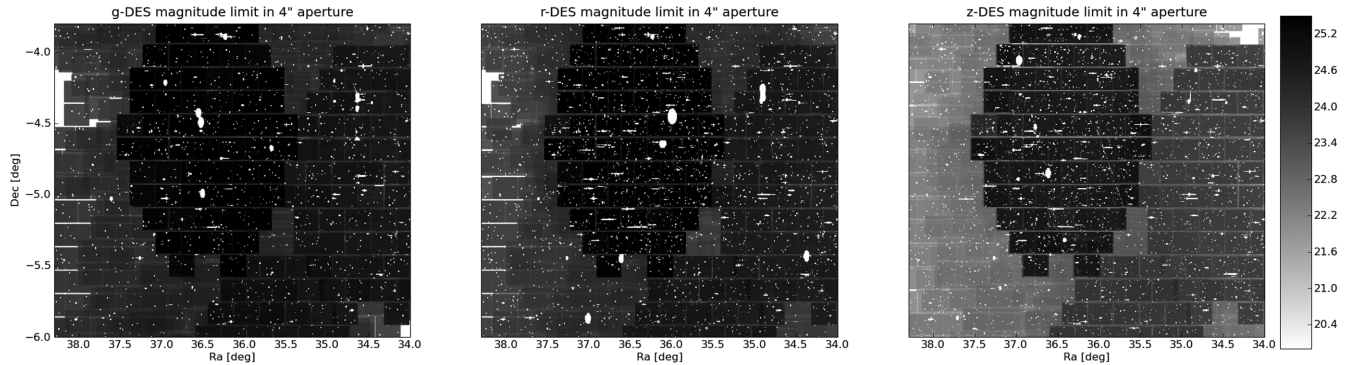 g-DES magnitude limit in 4" aperture
r-DES magnitude limit in 4" aperture
z-DES magnitude limit in 4" aperture
−4.0
−4.5
−5.0
−5.5
−6.0
Dec [deg]
38.0 37.5 37.0 36.5 36.0 35.5 35.0 34.5 34.0
Ra [deg]
38.0 37.5 37.0 36.5 36.0 35.5 35.0 34.5 34.0
Ra [deg]
38.0 37.5 37.0 36.5 36.0 35.5 35.0 34.5 34.0
Ra [deg]
25.2
24.6
24.0
23.4
22.8
22.2
21.6
21.0
20.4